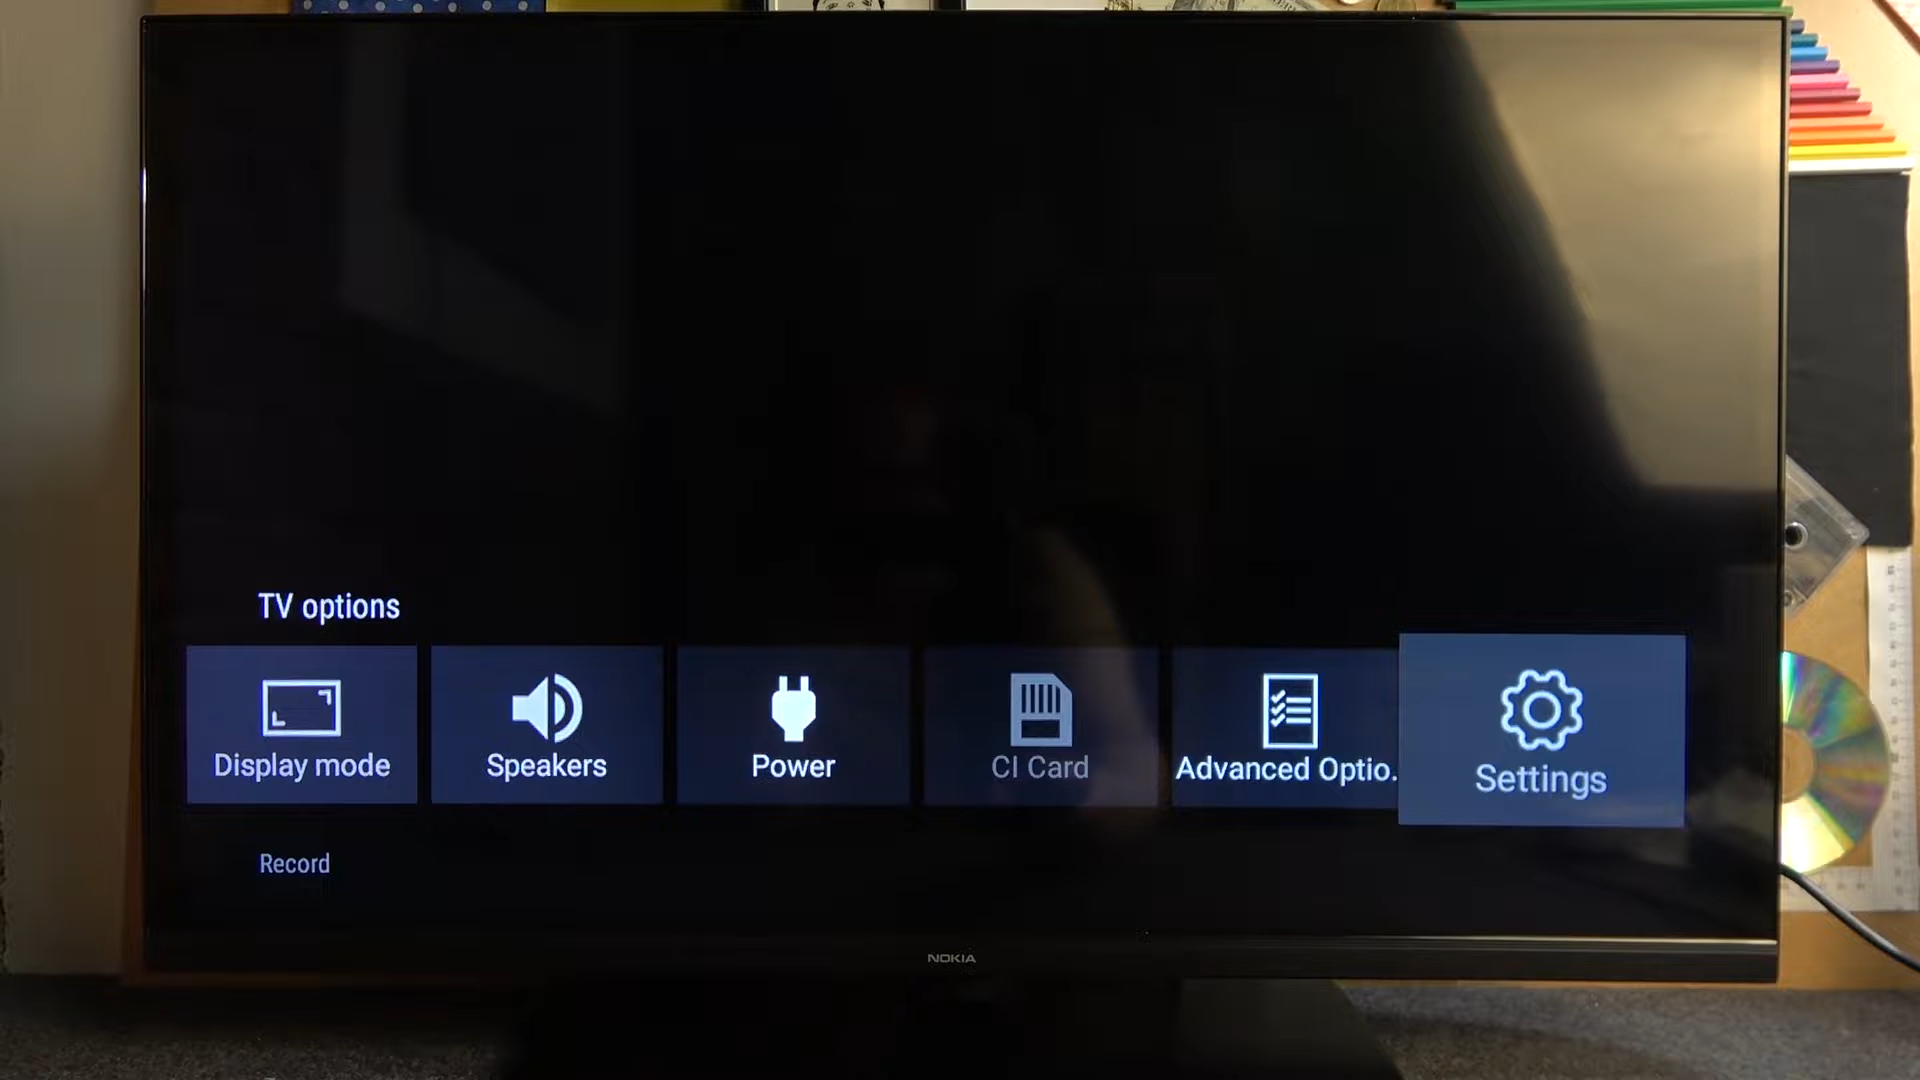 TV options
Display mode
Speakers
Power
CI Card
Advanced Optio.
Settings
Record
NOKIA